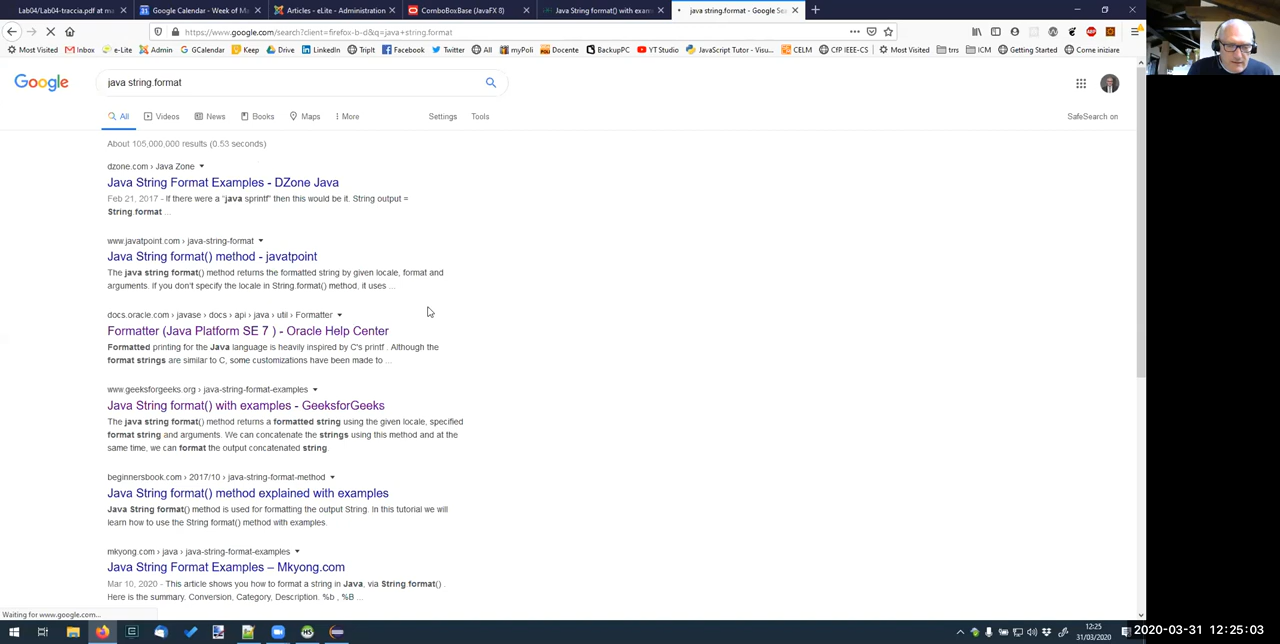 Lab04/Lab04-traccia.pdf at m
Google Calendar - Week of M
Articles - eLite - Administration
ComboBoxBase (JavaFX 8)
Java String format() with exam
java string.format - Google Se
https://www.google.com/search?client=firefox-b-d&q=java+string.format
Most Visited
Inbox
e-Lite
Admin
GCalendar
Keep
Drive
LinkedIn
TripIt
Facebook
Twitter
All
myPoli
Docente
BackupPC
YT Studio
JavaScript Tutor - Visu...
CELM
CfP IEEE-CS
Most Visited
trrs
ICM
Getting Started
Corne iniziare
Google
java string.format
All
Videos
News
Books
Maps
More
Settings
Tools
SafeSearch on
About 105,000,000 results (0.53 seconds)
dzone.com › Java Zone
Java String Format Examples - DZone Java
Feb 21, 2017 - If there were a "java sprintf" then this would be it. String output =
String.format ...
www.javatpoint.com › java-string-format
Java String format() method - javatpoint
The java string format() method returns the formatted string by given locale, format and
arguments. If you don't specify the locale in String.format() method, it uses ...
docs.oracle.com › javase › docs › api › java › util › Formatter
Formatter (Java Platform SE 7 ) - Oracle Help Center
Formatted printing for the Java language is heavily inspired by C's printf . Although the
format strings are similar to C, some customizations have been made to ...
www.geeksforgeeks.org › java-string-format-examples
Java String format() with examples - GeeksforGeeks
The java string format() method returns a formatted string using the given locale, specified
format string and arguments. We can concatenate the strings using this method and at the
same time, we can format the output concatenated string.
beginnersbook.com › 2017/10 › java-string-format-method
Java String format() method explained with examples
Java String format() method is used for formatting the output String. In this tutorial we will
learn how to use the String format() method with examples.
mkyong.com › java › java-string-format-examples
Java String Format Examples – Mkyong.com
Mar 10, 2020 - This article shows you how to format a string in Java, via String.format() .
Here is the summary. Conversion, Category, Description. %b , %B ...
Waiting for www.google.com...
12:25
31/03/2020
2020-03-31 12:25:03